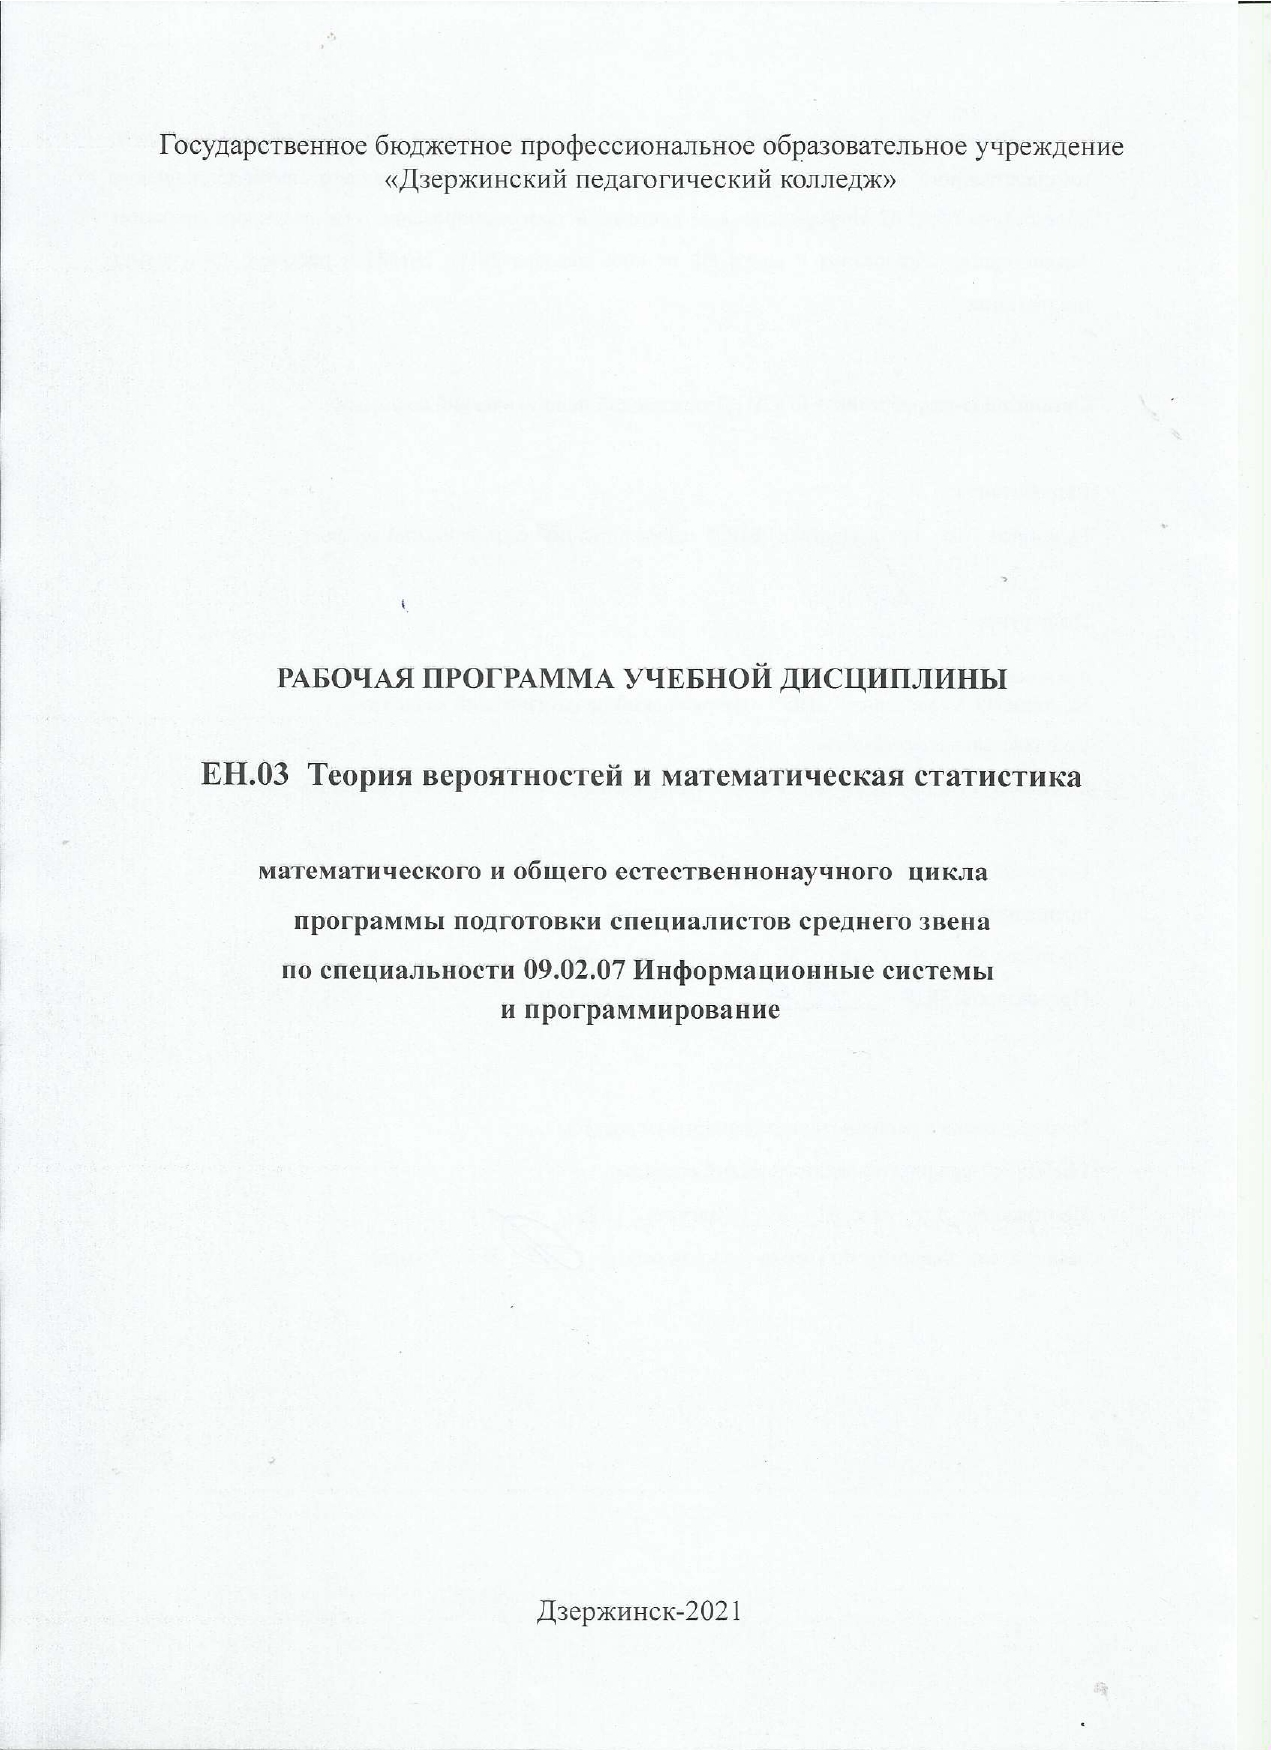 Государственное бюджетное профессиональное образовательное учреждение
«Дзержинский педагогический колледж»
РАБОЧАЯ ПРОГРАММА УЧЕБНОЙ ДИСЦИПЛИНЫ
ЕН.03 Теория вероятностей и математическая статистика
математического и общего естественнонаучного цикла
программы подготовки специалистов среднего звена
по специальности 09.02.07 Информационные системы
и программирование
Дзержинск-2021